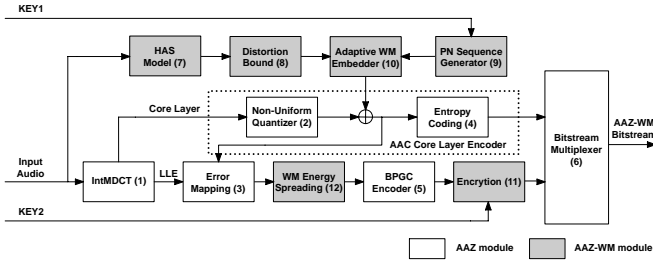 KEY1
HAS
Model (7)
Distortion
Bound (8)
Adaptive WM
Embedder (10)
PN Sequence
Generator (9)
Core Layer
Non-Uniform
Quantizer (2)
Entropy
Coding (4)
AAC Core Layer Encoder
Bitstream
Multiplexer
(6)
AAZ-WM
Bitstream
Input
Audio
IntMDCT (1)
LLE
Error
Mapping (3)
WM Energy
Spreading (12)
BPGC
Encoder (5)
Encrytion (11)
KEY2
AAZ module
AAZ-WM module